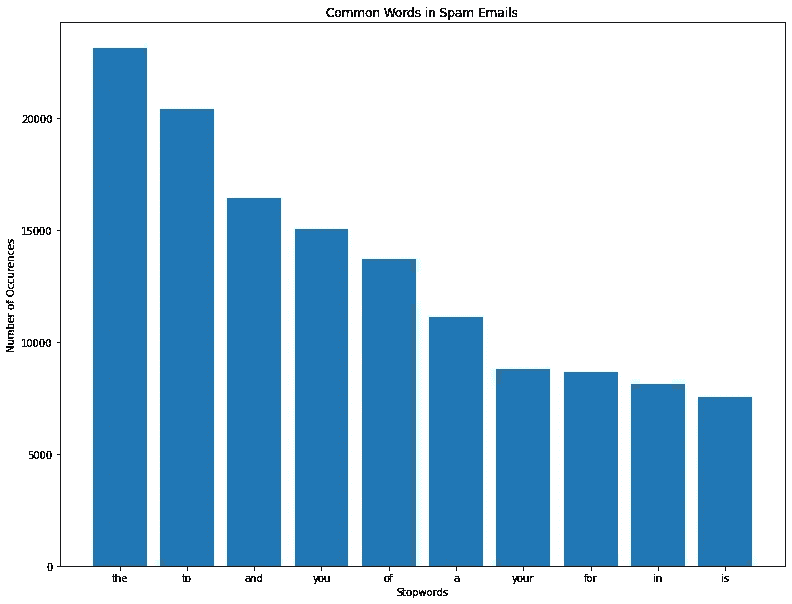 Common Words in Spam Emails
Number of Occurences
20000
15000
10000
5000
0
the to and you of a your for in is
Stopwords